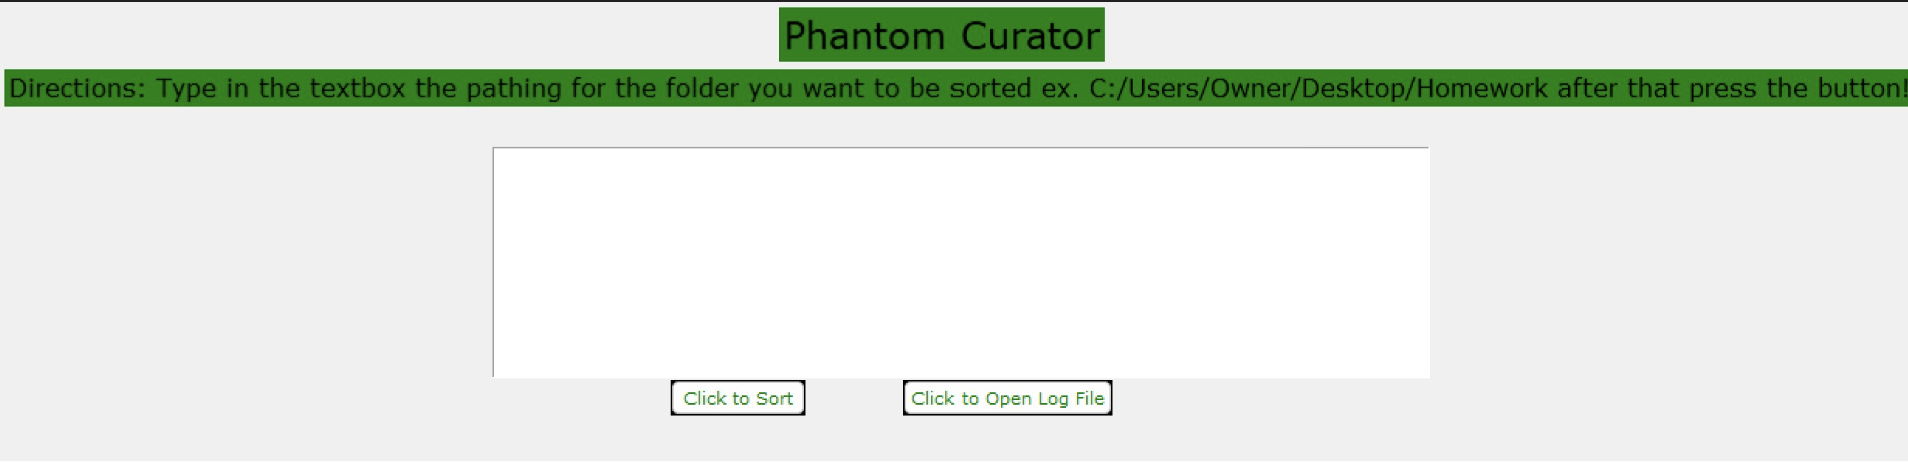 Phantom Curator
Directions: Type in the textbox the pathing for the folder you want to be sorted ex. C:/Users/Owner/Desktop/Homework after that press the button!
Click to Sort
Click to Open Log File